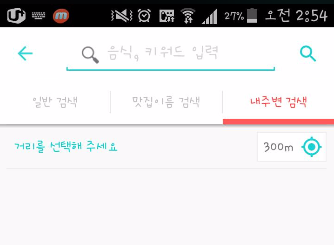 27% 오전 2:54
음식, 키워드 입력
일반 검색 맛집이름 검색 내주변 검색
거리를 선택해 주세요 300m